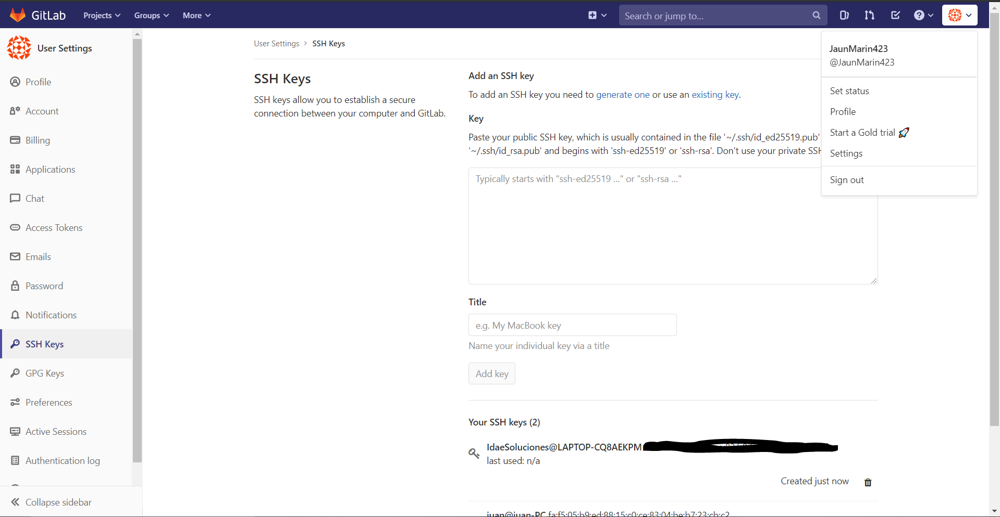 GitLab Projects Groups More Search or jump to...
User Settings
Profile
Account
Billing
Applications
Chat
Access Tokens
Emails
Password
Notifications
SSH Keys
GPG Keys
Preferences
Active Sessions
Authentication log
Collapse sidebar
User Settings > SSH Keys
SSH Keys
SSH keys allow you to establish a secure
connection between your computer and GitLab.
Add an SSH key
To add an SSH key you need to generate one or use an existing key.
Key
Paste your public SSH key, which is usually contained in the file '~/.ssh/id_ed25519.pub'
'~/.ssh/id_rsa.pub' and begins with 'ssh-ed25519' or 'ssh-rsa'. Don't use your private SSH
Typically starts with "ssh-ed25519 ..." or "ssh-rsa ..."
Title
e.g. My MacBook key
Name your individual key via a title
Add key
Your SSH keys (2)
IdaeSoluciones@LAPTOP-CQ8AEKPM
last used: n/a
Created just now
juan@juan-PC fa:f5:05:b9:ed:88:15:c0:ce:83:04:be:b7:23:cb:c2
JaunMarin423
@JaunMarin423
Set status
Profile
Start a Gold trial 🚀
Settings
Sign out